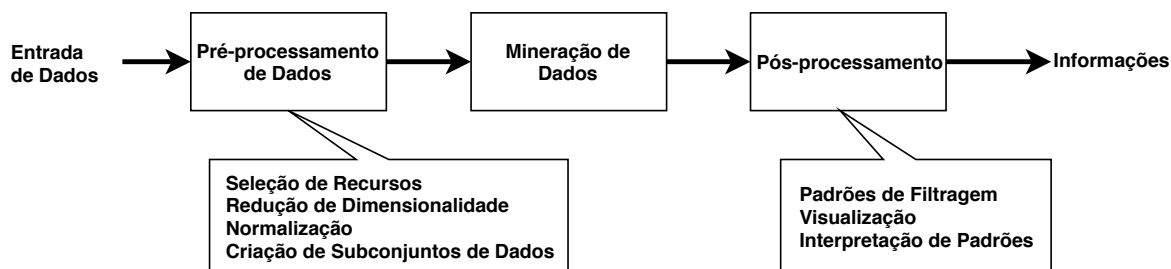 Entrada
de Dados
Pré-processamento
de Dados
Mineração de
Dados
Pós-processamento
Informações
Seleção de Recursos
Redução de Dimensionalidade
Normalização
Criação de Subconjuntos de Dados
Padrões de Filtragem
Visualização
Interpretação de Padrões